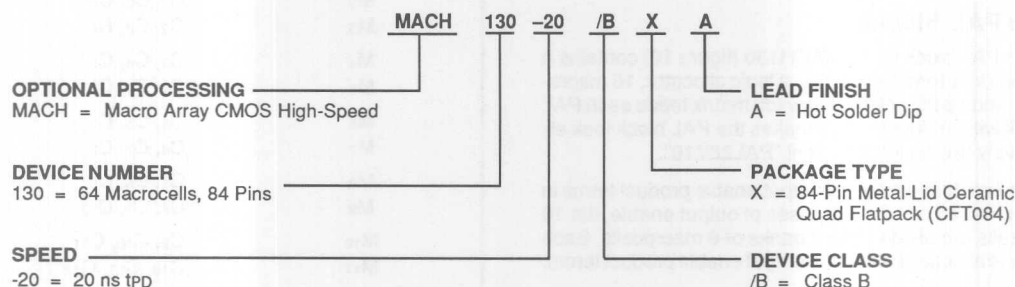 MACH 130 –20 /B X A
OPTIONAL PROCESSING
MACH = Macro Array CMOS High-Speed
DEVICE NUMBER
130 = 64 Macrocells, 84 Pins
SPEED
-20 = 20 ns tPD
LEAD FINISH
A = Hot Solder Dip
PACKAGE TYPE
X = 84-Pin Metal-Lid Ceramic
Quad Flatpack (CFT084)
DEVICE CLASS
/B = Class B